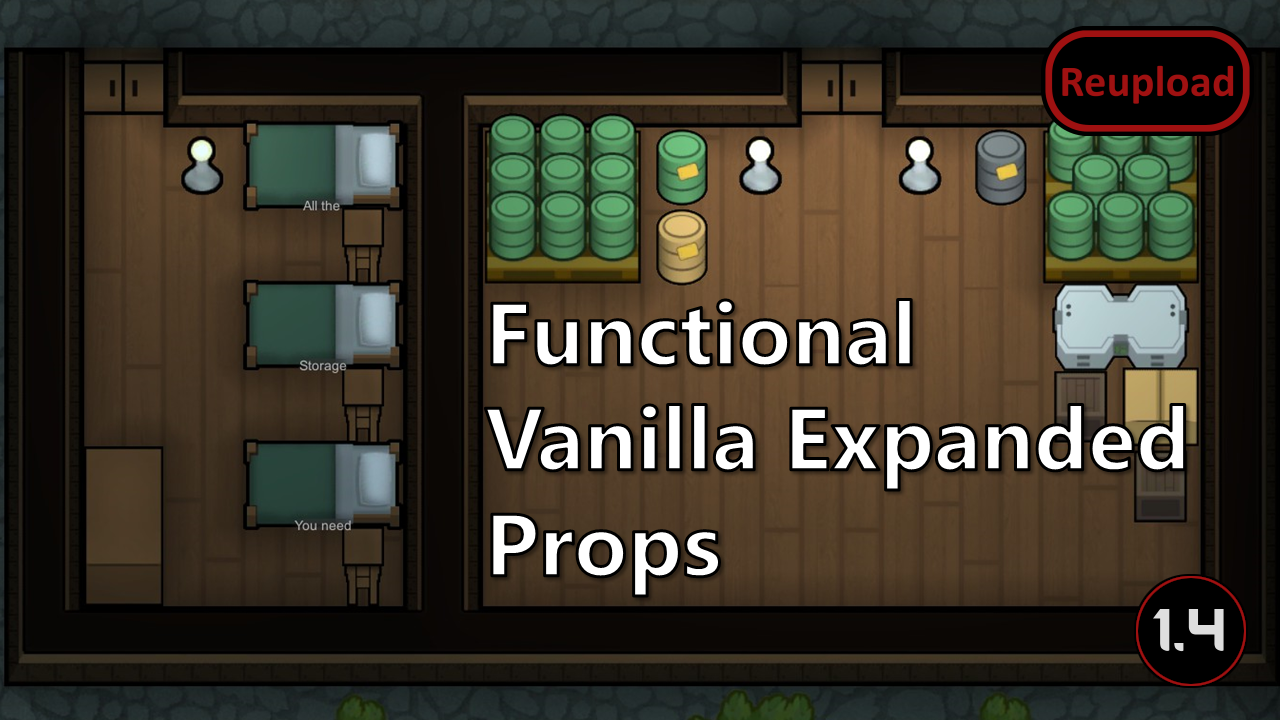 Reupload
All the
Storage
You need
Functional
Vanilla Expanded
Props
1.4